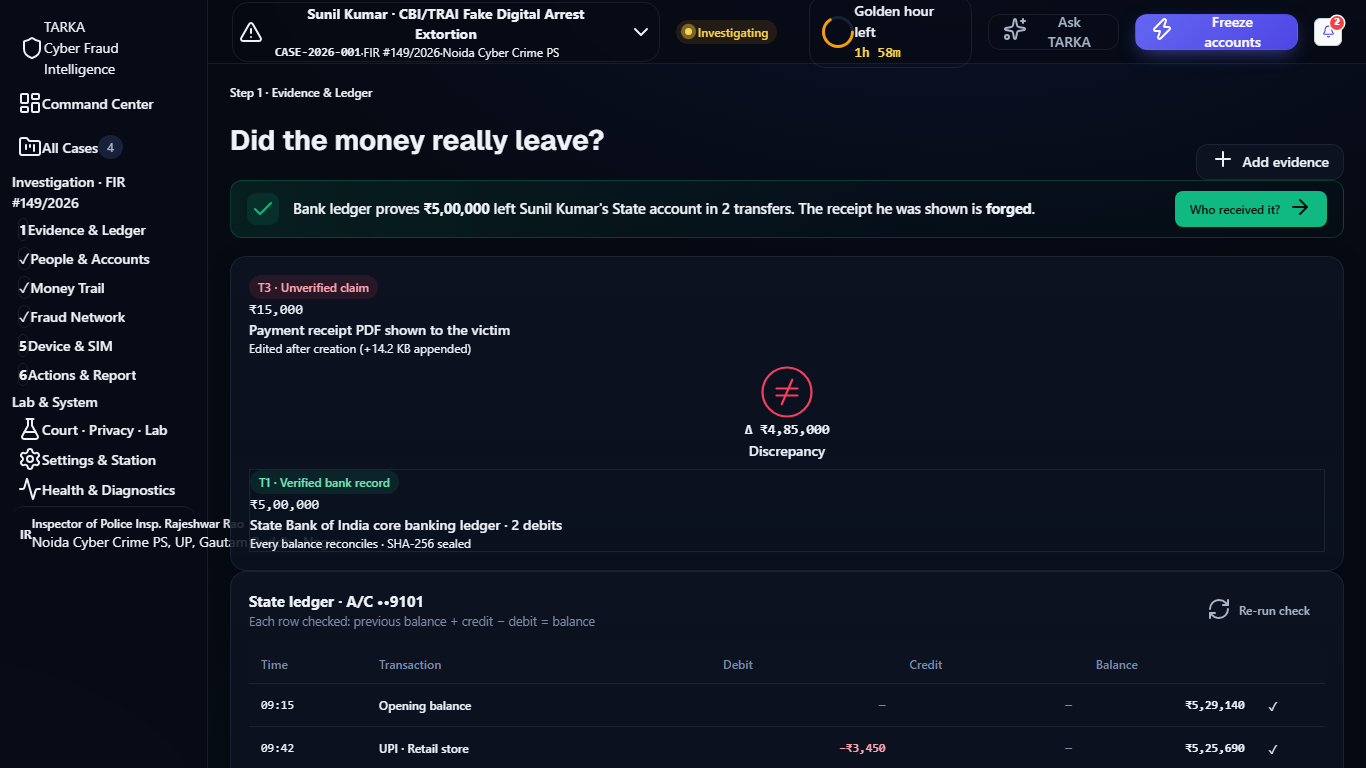 TARKA
Cyber Fraud
Intelligence
Command Center
All Cases 4
Investigation · FIR
#149/2026
1 Evidence & Ledger
✓ People & Accounts
✓ Money Trail
✓ Fraud Network
5 Device & SIM
6 Actions & Report
Lab & System
Court · Privacy · Lab
Settings & Station
Health & Diagnostics
IR
Inspector of Police Insp. Rajeshwar Rao
Noida Cyber Crime PS, UP, Gautam
Sunil Kumar · CBI/TRAI Fake Digital Arrest
Extortion
CASE-2026-001·FIR #149/2026·Noida Cyber Crime PS
Investigating
Golden hour
left
1h 58m
Ask
TARKA
Freeze
accounts
2
Step 1 · Evidence & Ledger
Did the money really leave?
Add evidence
Bank ledger proves ₹5,00,000 left Sunil Kumar's State account in 2 transfers. The receipt he was shown is forged.
Who received it?
T3 · Unverified claim
₹15,000
Payment receipt PDF shown to the victim
Edited after creation (+14.2 KB appended)
≠
Δ ₹4,85,000
Discrepancy
T1 · Verified bank record
₹5,00,000
State Bank of India core banking ledger · 2 debits
Every balance reconciles · SHA-256 sealed
State ledger · A/C ••9101
Each row checked: previous balance + credit − debit = balance
Re-run check
Time Transaction Debit Credit Balance
09:15 Opening balance — — ₹5,29,140 ✓
09:42 UPI · Retail store −₹3,450 — ₹5,25,690 ✓